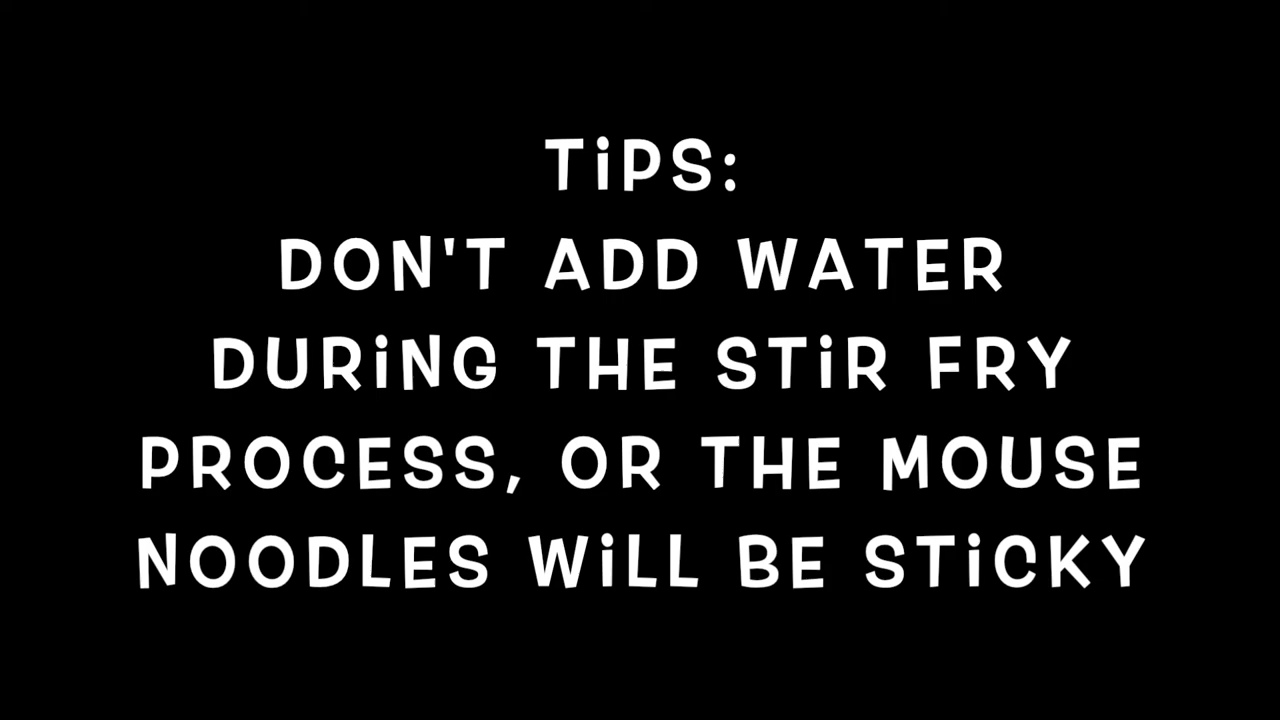 TiPS:
DON'T ADD WATER
DURiNG THE STiR FRY
PROCESS, OR THE MOUSE
NOODLES WiLL BE STiCKY